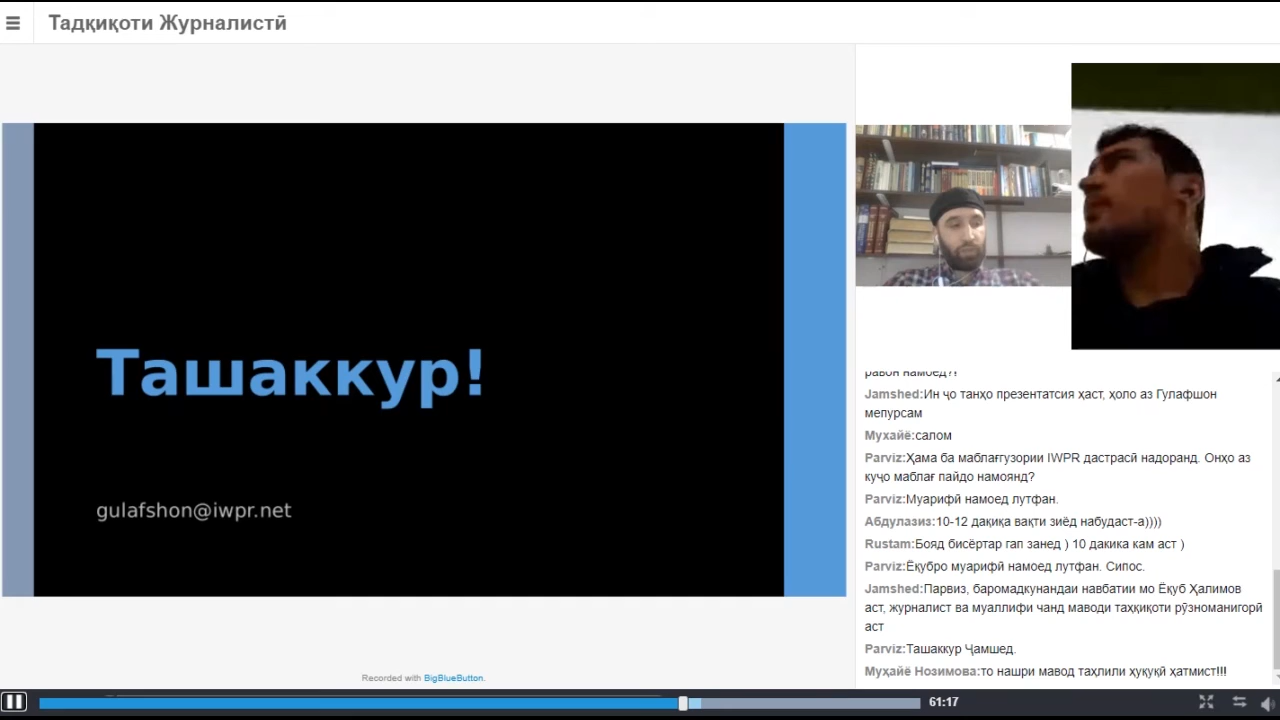 Тадқиқоти Журналистӣ
Ташаккур!
gulafshon@iwpr.net
Recorded with BigBlueButton.
равон намоед?!
Jamshed:Ин ҷо танҳо презентатсия ҳаст, ҳоло аз Гулафшон
мепурсам
Мухайё:салом
Parviz:Ҳама ба маблағгузории IWPR дастрасӣ надоранд. Онҳо аз
куҷо маблағ пайдо намоянд?
Parviz:Муарифӣ намоед лутфан.
Абдулазиз:10-12 дақиқа вақти зиёд набудаст-а))))
Rustam:Бояд бисёртар гап занед ) 10 дакика кам аст )
Parviz:Ёқубро муарифӣ намоед лутфан. Сипос.
Jamshed:Парвиз, баромадкунандаи навбатии мо Ёқуб Ҳалимов
аст, журналист ва муаллифи чанд маводи таҳқиқоти рӯзноманигорӣ
аст
Parviz:Ташаккур Ҷамшед.
Муҳайё Нозимова:то нашри мавод таҳлили ҳуқуқӣ ҳатмист!!!
61:17